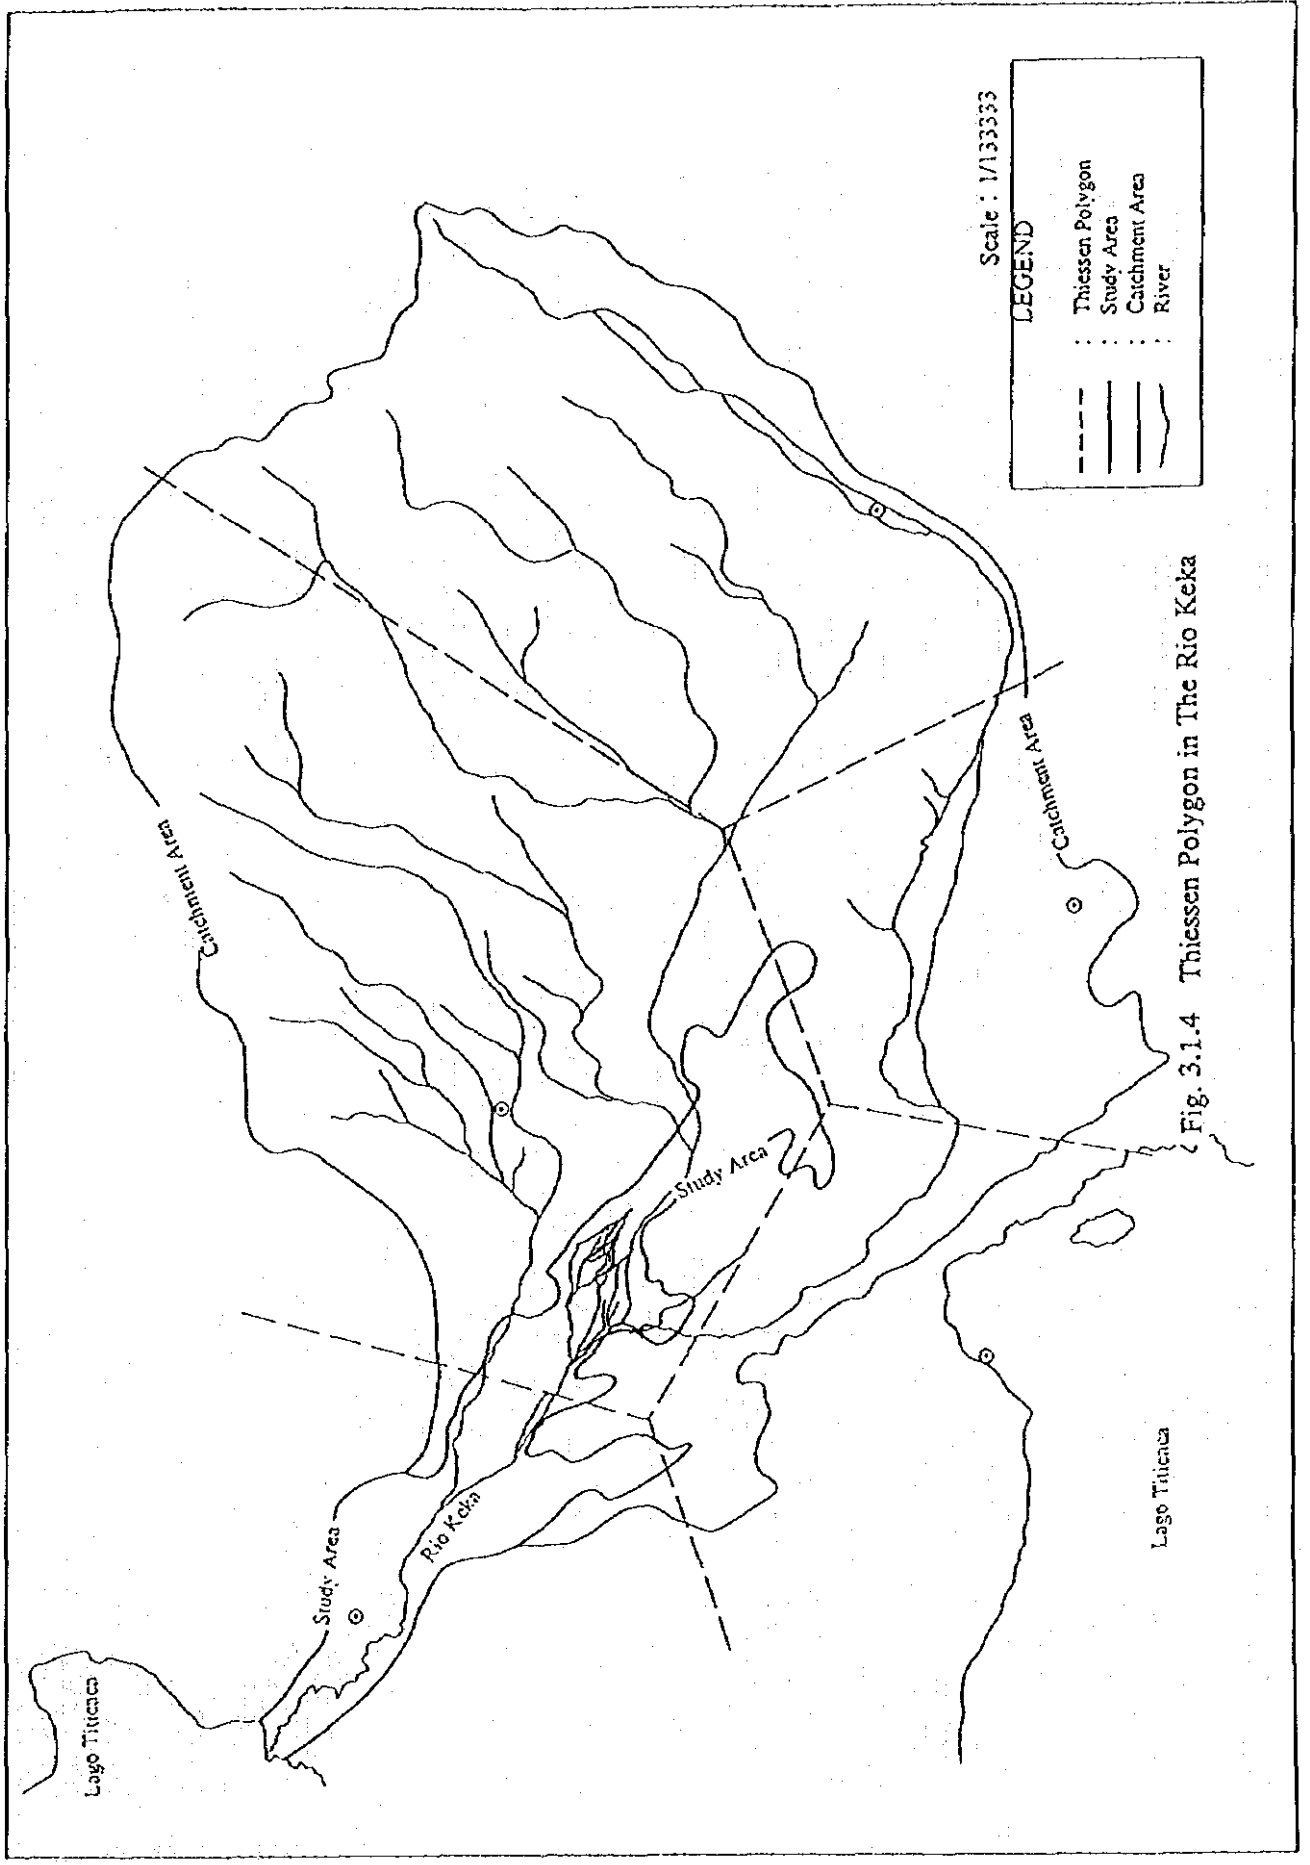 Lago Titicaca
Study Area
Rio Keka
Catchment Area
Study Area
Catchment Area
Lago Titicaca
Scale : 1/133333
LEGEND
: Thiessen Polygon
: Study Area
: Catchment Area
: River
Fig. 3.1.4 Thiessen Polygon in The Rio Keka